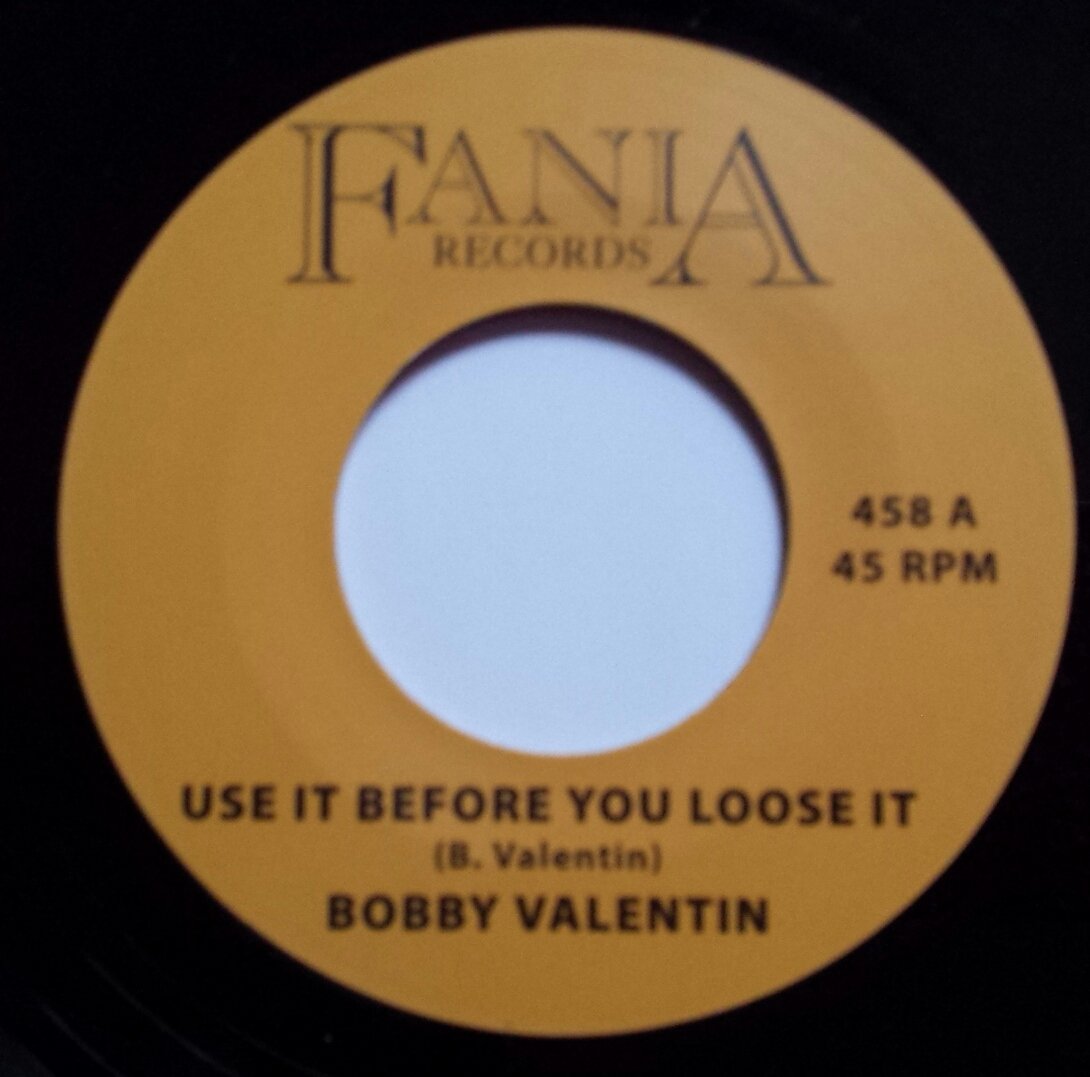 FANIA
RECORDS
458 A
45 RPM
USE IT BEFORE YOU LOOSE IT
(B. Valentin)
BOBBY VALENTIN